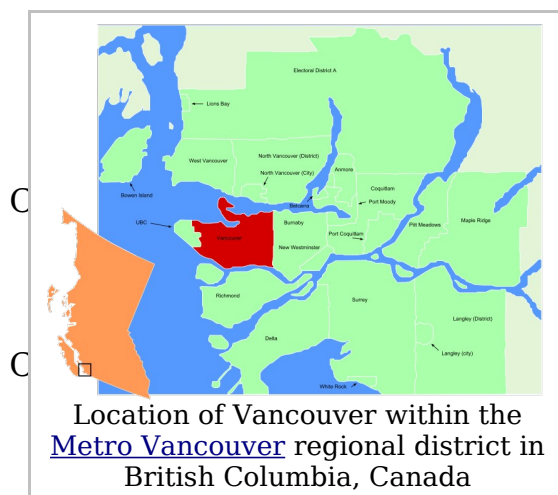 Electoral District A
Lions Bay
West Vancouver
North Vancouver (District)
North Vancouver (City)
Anmore
Bowen Island
Belcarra
Coquitlam
Port Moody
UBC
Vancouver
Burnaby
Port Coquitlam
Pitt Meadows
Maple Ridge
New Westminster
Richmond
Surrey
Langley (District)
Delta
Langley (city)
White Rock
C
C
Location of Vancouver within the
Metro Vancouver regional district in
British Columbia, Canada